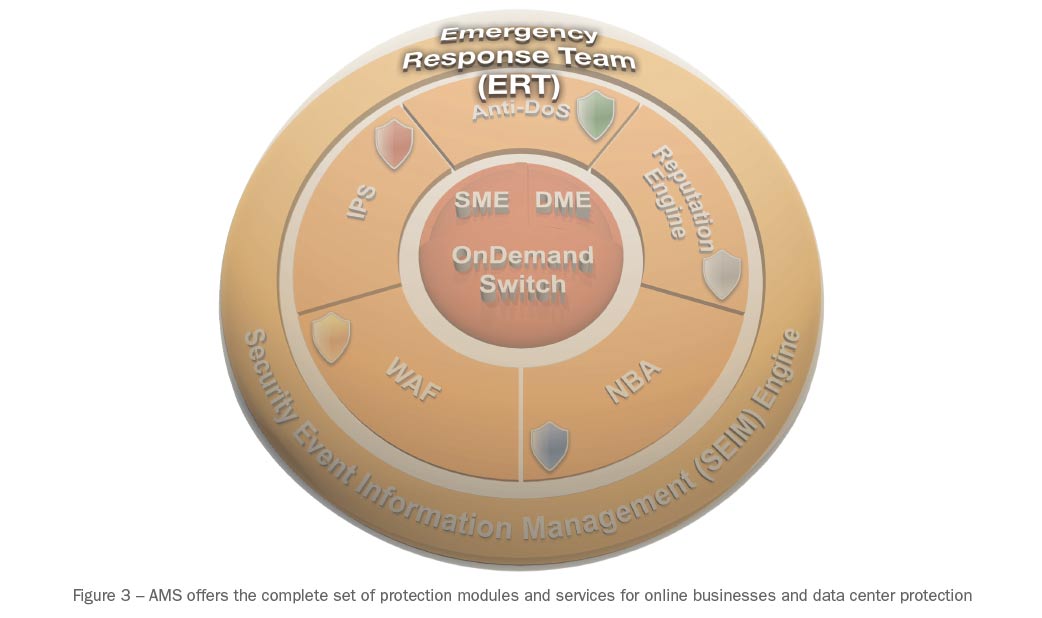 Emergency
Response Team
(ERT)
Anti-DoS
IPS
Reputation
Engine
SME DME
OnDemand
Switch
WAF
NBA
Security Event Information Management (SEIM) Engine
Figure 3 – AMS offers the complete set of protection modules and services for online businesses and data center protection